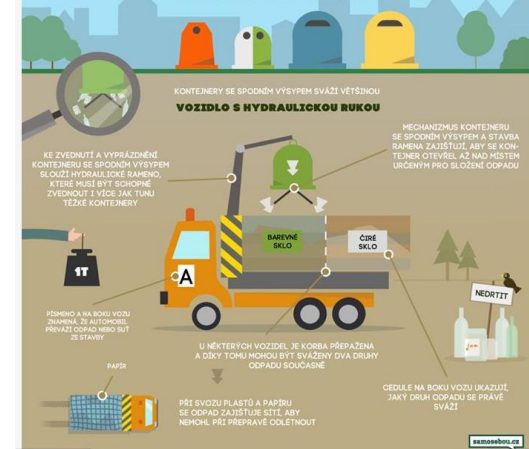 KONTEJNERY SE SPODNÍM VÝSYPEM SVÁŽÍ VĚTŠINOU
VOZIDLO S HYDRAULICKOU RUKOU
KE ZVEDNUTÍ A VYPRÁZDNĚNÍ
KONTEJNERU SE SPODNÍM VÝSYPEM
SLOUŽÍ HYDRAULICKÉ RAMENO,
KTERÉ MUSÍ BÝT SCHOPNÉ
ZVEDNOUT I VÍCE JAK TUNU
TĚŽKÉ KONTEJNERY
MECHANIZMUS KONTEJNERU
SE SPODNÍM VÝSYPEM A STAVBA
RAMENA ZAJIŠŤUJÍ, ABY SE KON-
TEJNER OTEVŘEL AŽ NAD MÍSTEM
URČENÝM PRO SLOŽENÍ ODPADU
BAREVNÉ
SKLO
ČIRÉ
SKLO
1T
A
NEDRTIT
PÍSMENO A NA BOKU VOZU
ZNAMENÁ, ŽE AUTOMOBIL
PŘEVÁŽÍ ODPAD NEBO SUŤ
ZE STAVBY
U NĚKTERÝCH VOZIDEL JE KORBA PŘEPAŽENA
A DÍKY TOMU MOHOU BÝT SVÁŽENY DVA DRUHY
ODPADU SOUČASNĚ
PAPÍR
PŘI SVOZU PLASTŮ A PAPÍRU
SE ODPAD ZAJIŠŤUJE SÍTÍ, ABY
NEMOHL PŘI PŘEPRAVĚ ODLÉTNOUT
CEDULE NA BOKU VOZU UKAZUJÍ,
JAKÝ DRUH ODPADU SE PRÁVĚ
SVÁŽÍ
samosebou.cz